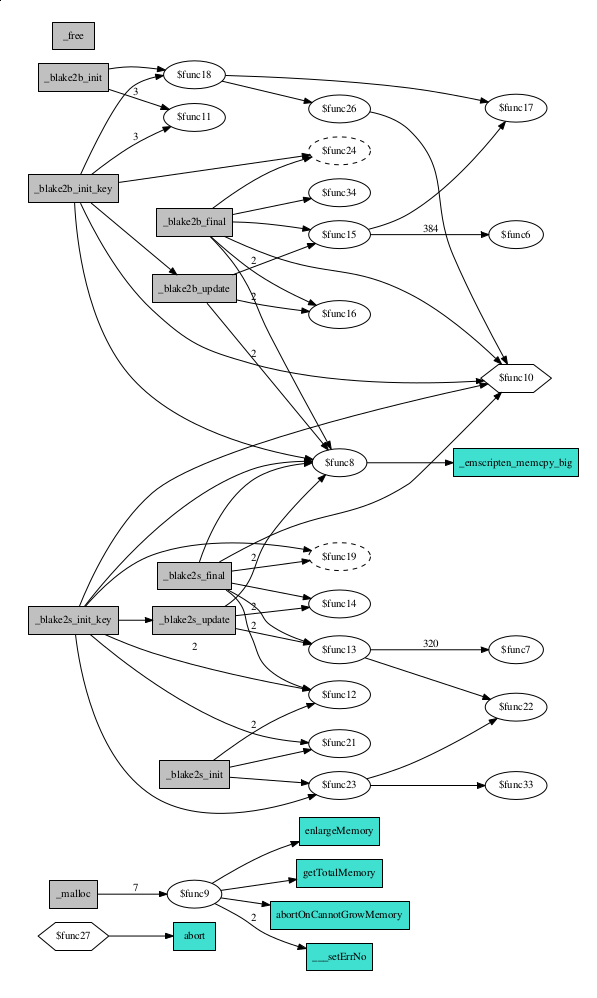 _free
_blake2b_init
$func18
3
$func11
$func26
$func17
3
$func24
_blake2b_init_key
$func34
_blake2b_final
384
$func15
$func6
2
_blake2b_update
2
$func16
2
$func10
$func8
_emscripten_memcpy_big
2
$func19
_blake2s_final
2
$func14
_blake2s_init_key
_blake2s_update
2
2
320
$func13
$func7
$func12
$func22
2
$func21
_blake2s_init
$func23
$func33
enlargeMemory
getTotalMemory
_malloc
7
$func9
abortOnCannotGrowMemory
2
$func27
abort
___setErrNo